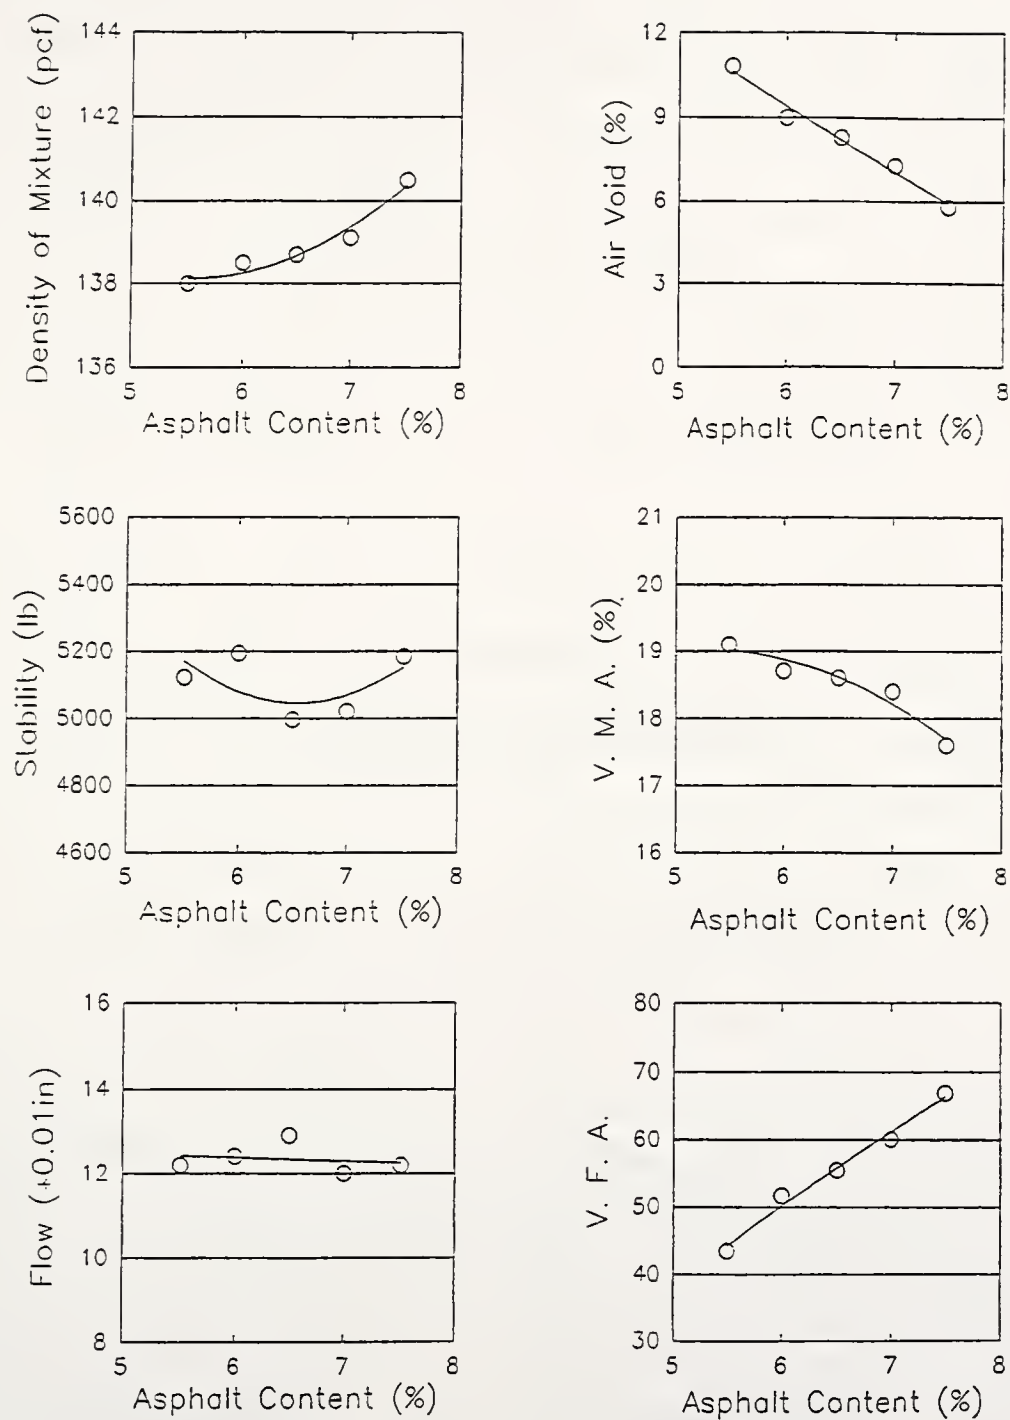 Density of Mixture (pcf)
144
142
140
138
136
5 6 7 8
Asphalt Content (%)
Air Void (%)
12
9
6
3
0
5 6 7 8
Asphalt Content (%)
Stability (lb)
5600
5400
5200
5000
4800
4600
5 6 7 8
Asphalt Content (%)
V. M. A. (%)
21
20
19
18
17
16
5 6 7 8
Asphalt Content (%)
Flow (+0.01in)
16
14
12
10
8
5 6 7 8
Asphalt Content (%)
V. F. A.
80
70
60
50
40
30
5 6 7 8
Asphalt Content (%)